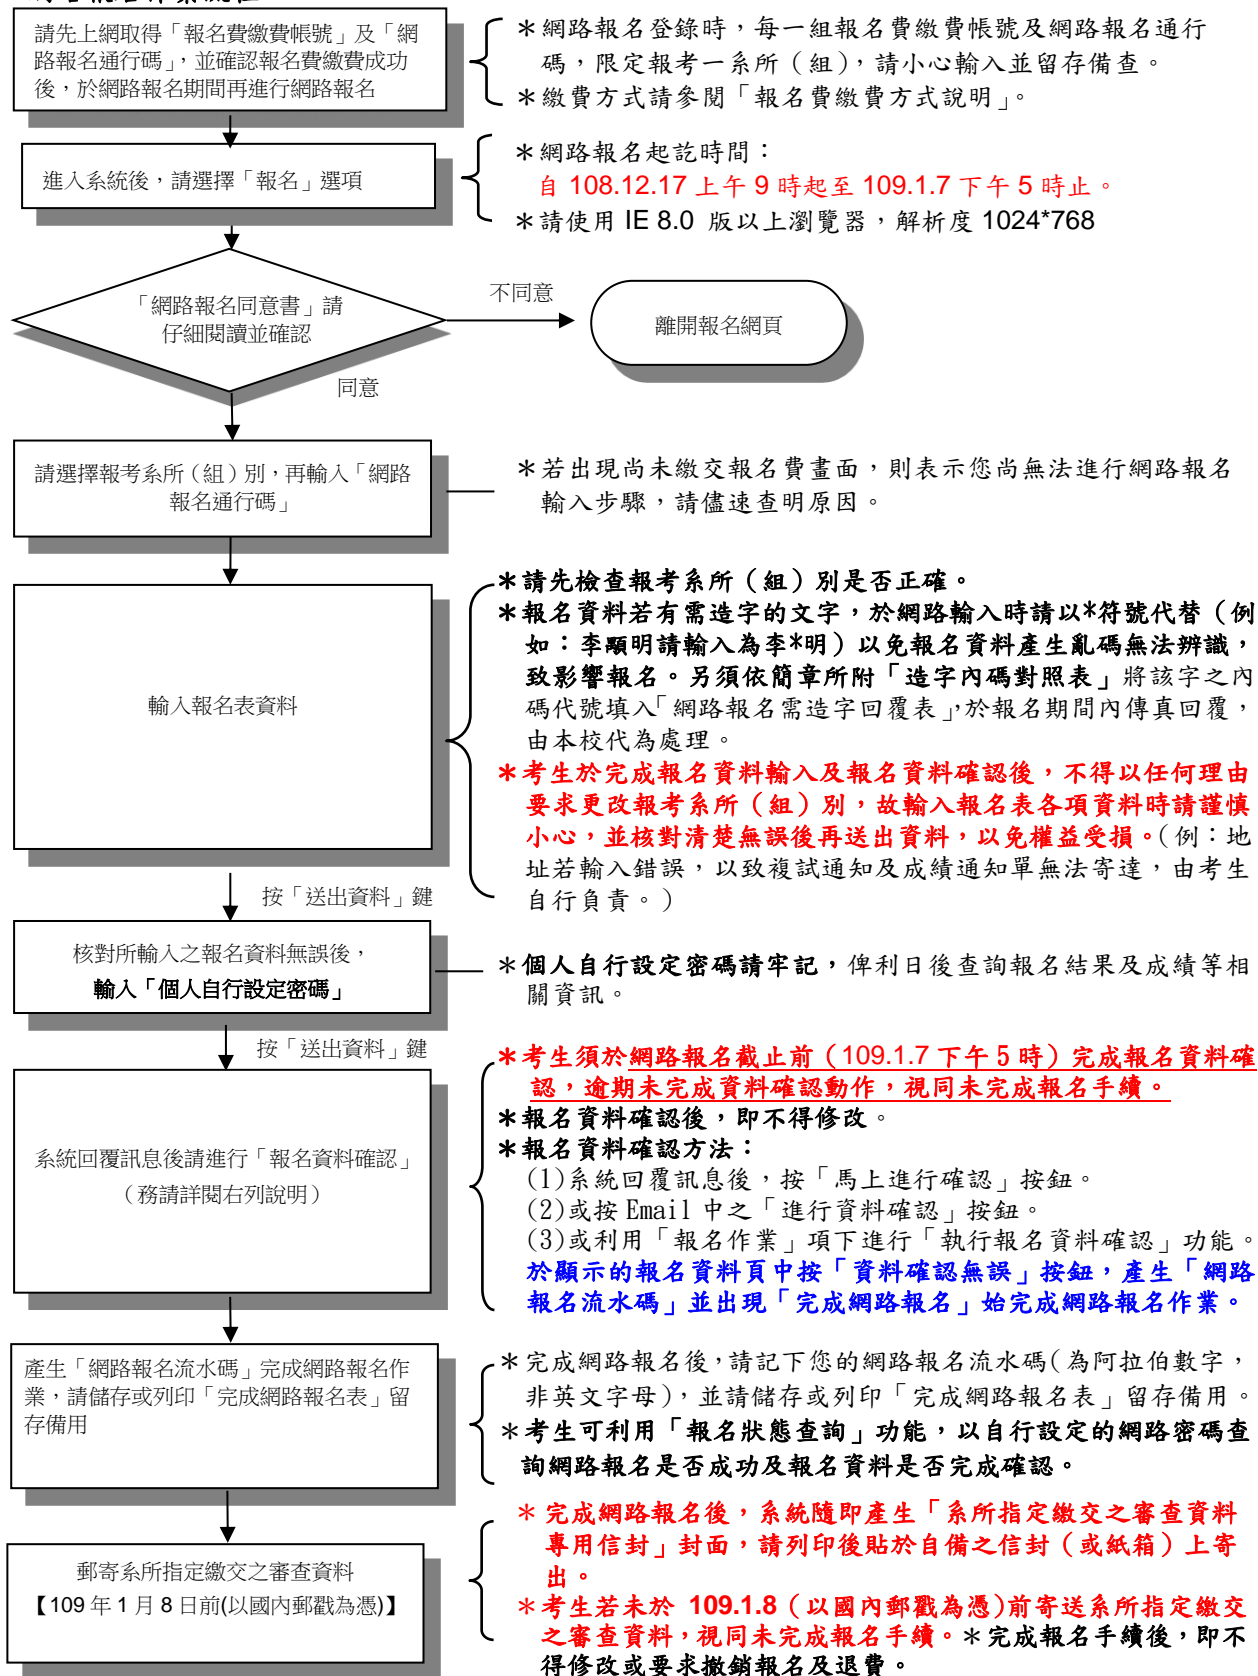 請先上網取得「報名費繳費帳號」及「網
路報名通行碼」，並確認報名費繳費成功
後，於網路報名期間再進行網路報名
＊網路報名登錄時，每一組報名費繳費帳號及網路報名通行
碼，限定報考一系所（組），請小心輸入並留存備查。
＊繳費方式請參閱「報名費繳費方式說明」。
進入系統後，請選擇「報名」選項
＊網路報名起訖時間：
自 108.12.17 上午 9 時起至 109.1.7 下午 5 時止。
＊請使用 IE 8.0 版以上瀏覽器，解析度 1024*768
「網路報名同意書」請
仔細閱讀並確認
不同意
離開報名網頁
同意
請選擇報考系所（組）別，再輸入「網路
報名通行碼」
＊若出現尚未繳交報名費畫面，則表示您尚無法進行網路報名
輸入步驟，請儘速查明原因。
輸入報名表資料
＊請先檢查報考系所（組）別是否正確。
＊報名資料若有需造字的文字，於網路輸入時請以*符號代替（例
如：李顯明請輸入為李*明）以免報名資料產生亂碼無法辨識，
致影響報名。另須依簡章所附「造字內碼對照表」將該字之內
碼代號填入「網路報名需造字回覆表」，於報名期間內傳真回覆，
由本校代為處理。
＊考生於完成報名資料輸入及報名資料確認後，不得以任何理由
要求更改報考系所（組）別，故輸入報名表各項資料時請謹慎
小心，並核對清楚無誤後再送出資料，以免權益受損。（例：地
址若輸入錯誤，以致複試通知及成績通知單無法寄達，由考生
自行負責。）
按「送出資料」鍵
核對所輸入之報名資料無誤後，
輸入「個人自行設定密碼」
＊個人自行設定密碼請牢記，俾利日後查詢報名結果及成績等相
關資訊。
按「送出資料」鍵
系統回覆訊息後請進行「報名資料確認」
（務請詳閱右列說明）
＊考生須於網路報名截止前（109.1.7 下午 5 時）完成報名資料確
認，逾期未完成資料確認動作，視同未完成報名手續。
＊報名資料確認後，即不得修改。
＊報名資料確認方法：
(1)系統回覆訊息後，按「馬上進行確認」按鈕。
(2)或按 Email 中之「進行資料確認」按鈕。
(3)或利用「報名作業」項下進行「執行報名資料確認」功能。
於顯示的報名資料頁中按「資料確認無誤」按鈕，產生「網路
報名流水碼」並出現「完成網路報名」始完成網路報名作業。
產生「網路報名流水碼」完成網路報名作
業，請儲存或列印「完成網路報名表」留
存備用
＊完成網路報名後，請記下您的網路報名流水碼（為阿拉伯數字，
非英文字母），並請儲存或列印「完成網路報名表」留存備用。
＊考生可利用「報名狀態查詢」功能，以自行設定的網路密碼查
詢網路報名是否成功及報名資料是否完成確認。
郵寄系所指定繳交之審查資料
【109 年 1 月 8 日前(以國內郵戳為憑)】
＊完成網路報名後，系統隨即產生「系所指定繳交之審查資料
專用信封」封面，請列印後貼於自備之信封（或紙箱）上寄
出。
＊考生若未於 109.1.8（以國內郵戳為憑)前寄送系所指定繳交
之審查資料，視同未完成報名手續。＊完成報名手續後，即不
得修改或要求撤銷報名及退費。